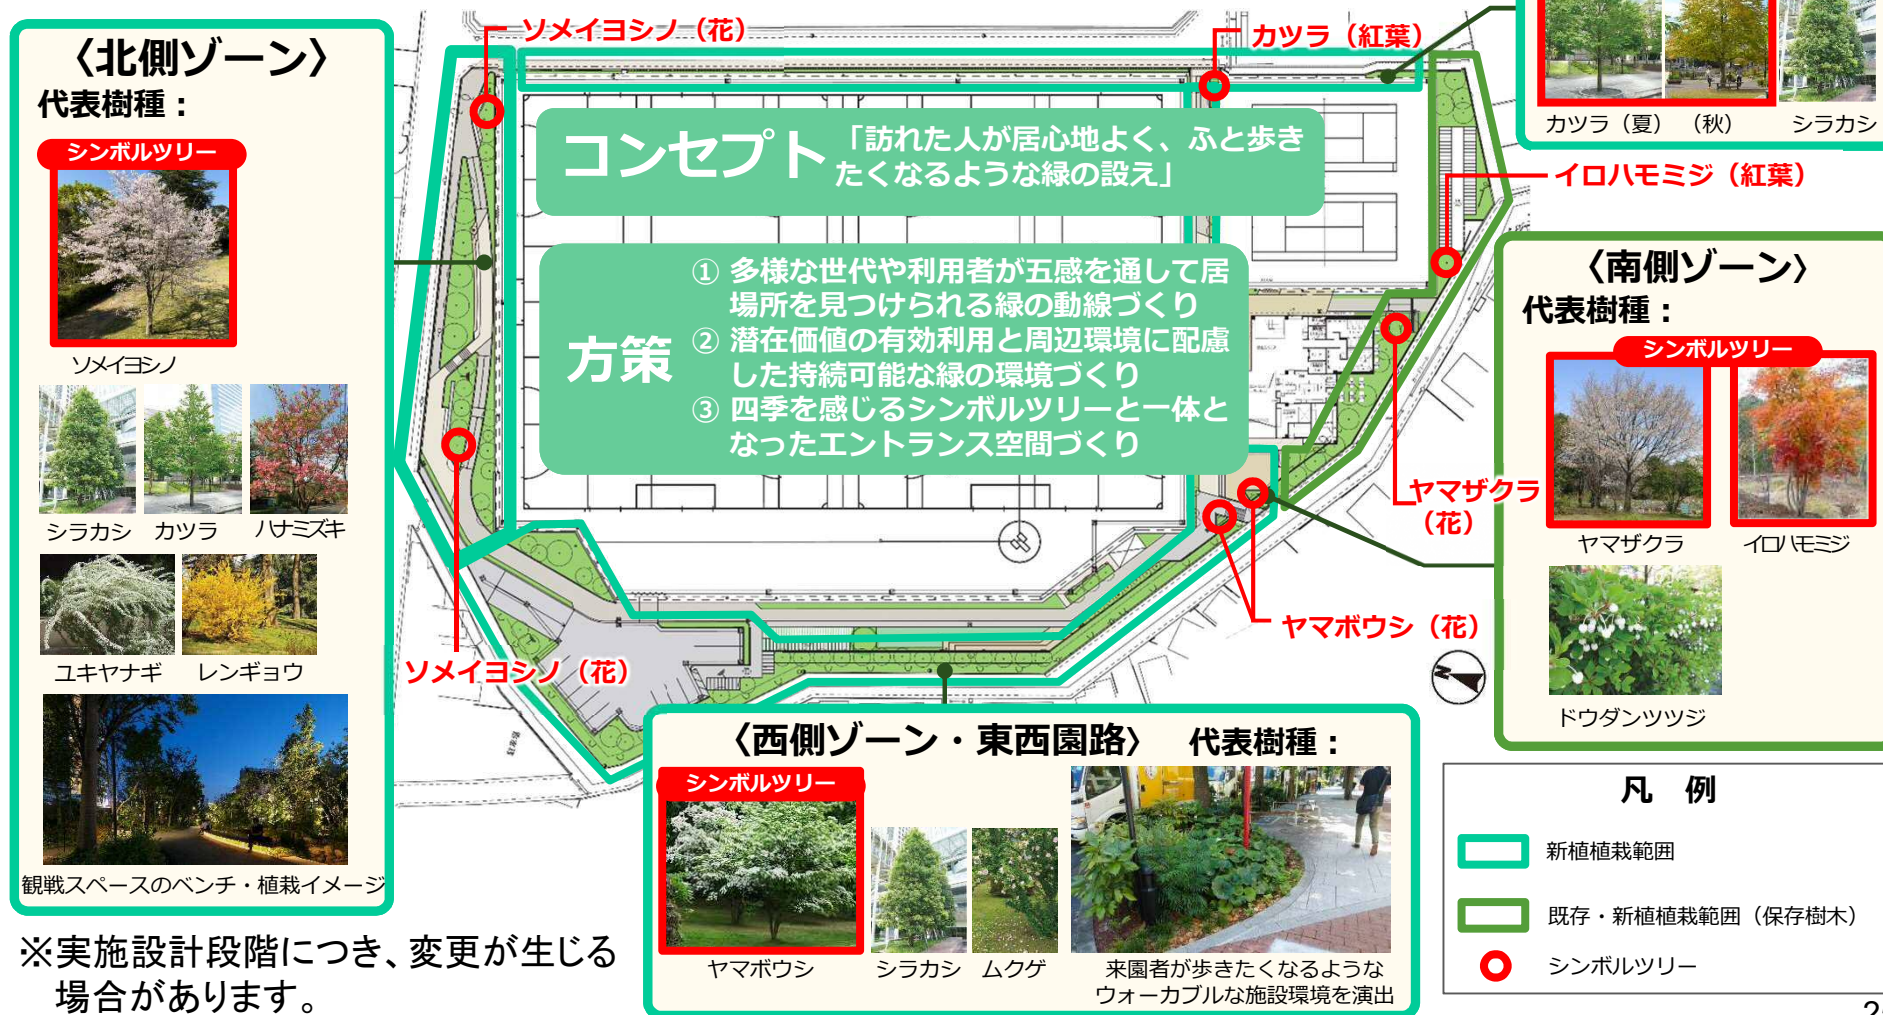 〈北側ゾーン〉
代表樹種：
シンボルツリー
ソメイヨシノ
シラカシ
カツラ
ハナミズキ
ユキヤナギ
レンギョウ
観戦スペースのベンチ・植栽イメージ
※実施設計段階につき、変更が生じる
場合があります。
ソメイヨシノ（花）
カツラ（紅葉）
コンセプト
「訪れた人が居心地よく、ふと歩き
たくなるような緑の設え」
方策
① 多様な世代や利用者が五感を通して居
場所を見つけられる緑の動線づくり
② 潜在価値の有効利用と周辺環境に配慮
した持続可能な緑の環境づくり
③ 四季を感じるシンボルツリーと一体と
なったエントランス空間づくり
ソメイヨシノ（花）
ヤマボウシ（花）
ヤマザクラ
（花）
イロハモミジ（紅葉）
カツラ（夏）
（秋）
シラカシ
〈南側ゾーン〉
代表樹種：
シンボルツリー
ヤマザクラ
イロハモミジ
ドウダンツツジ
〈西側ゾーン・東西園路〉
代表樹種：
シンボルツリー
ヤマボウシ
シラカシ
ムクゲ
来園者が歩きたくなるような
ウォーカブルな施設環境を演出
凡 例
新植植栽範囲
既存・新植植栽範囲（保存樹木）
シンボルツリー